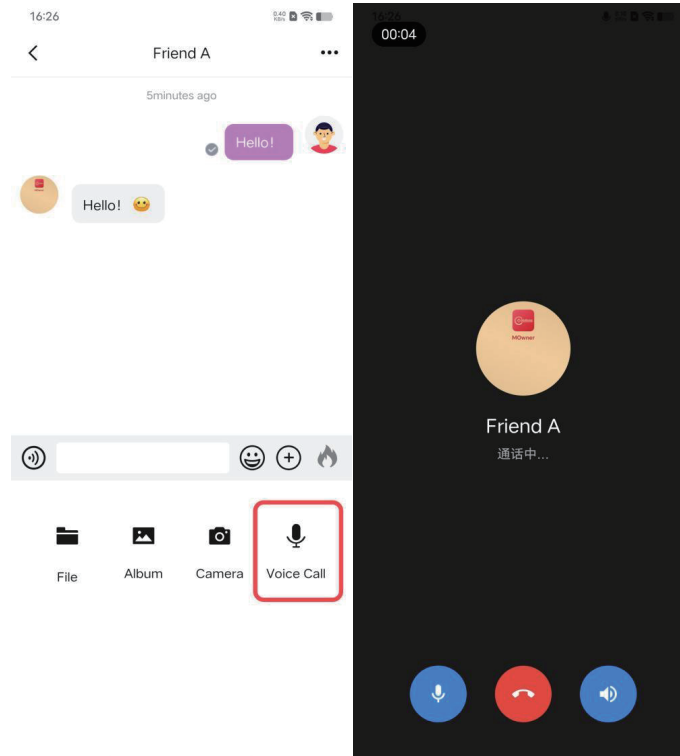 16:26
Friend A
5minutes ago
Hello!
Hello!
File
Album
Camera
Voice Call
16:26
00:04
MOwner
Friend A
通话中...